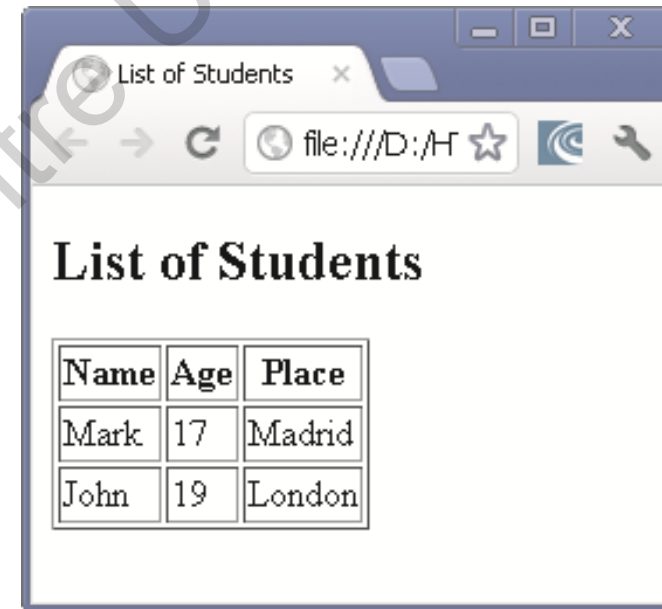 List of Students
file:///D:/H
List of Students
Name Age Place
Mark 17 Madrid
John 19 London